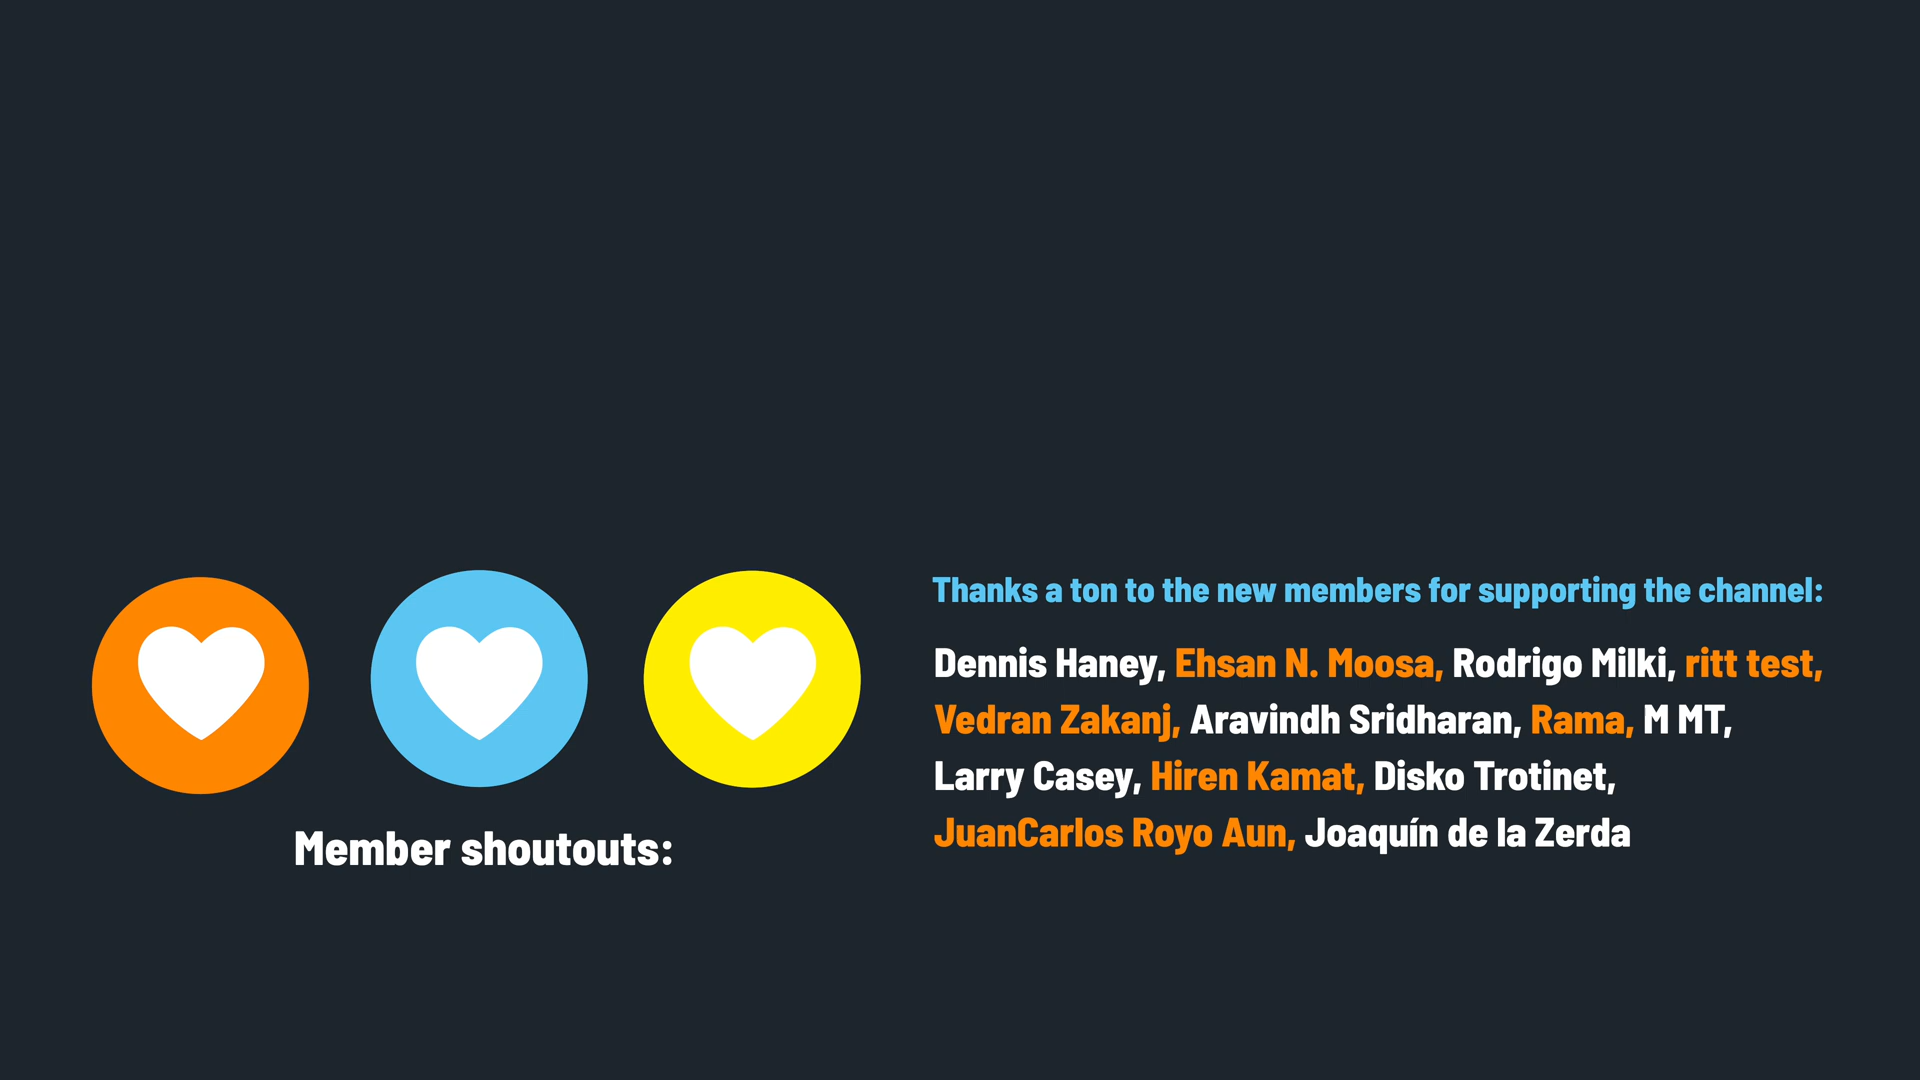 Member shoutouts:
Thanks a ton to the new members for supporting the channel:
Dennis Haney, Ehsan N. Moosa, Rodrigo Milki, ritt test,
Vedran Zakanj, Aravindh Sridharan, Rama, M MT,
Larry Casey, Hiren Kamat, Disko Trotinet,
JuanCarlos Royo Aun, Joaquín de la Zerda